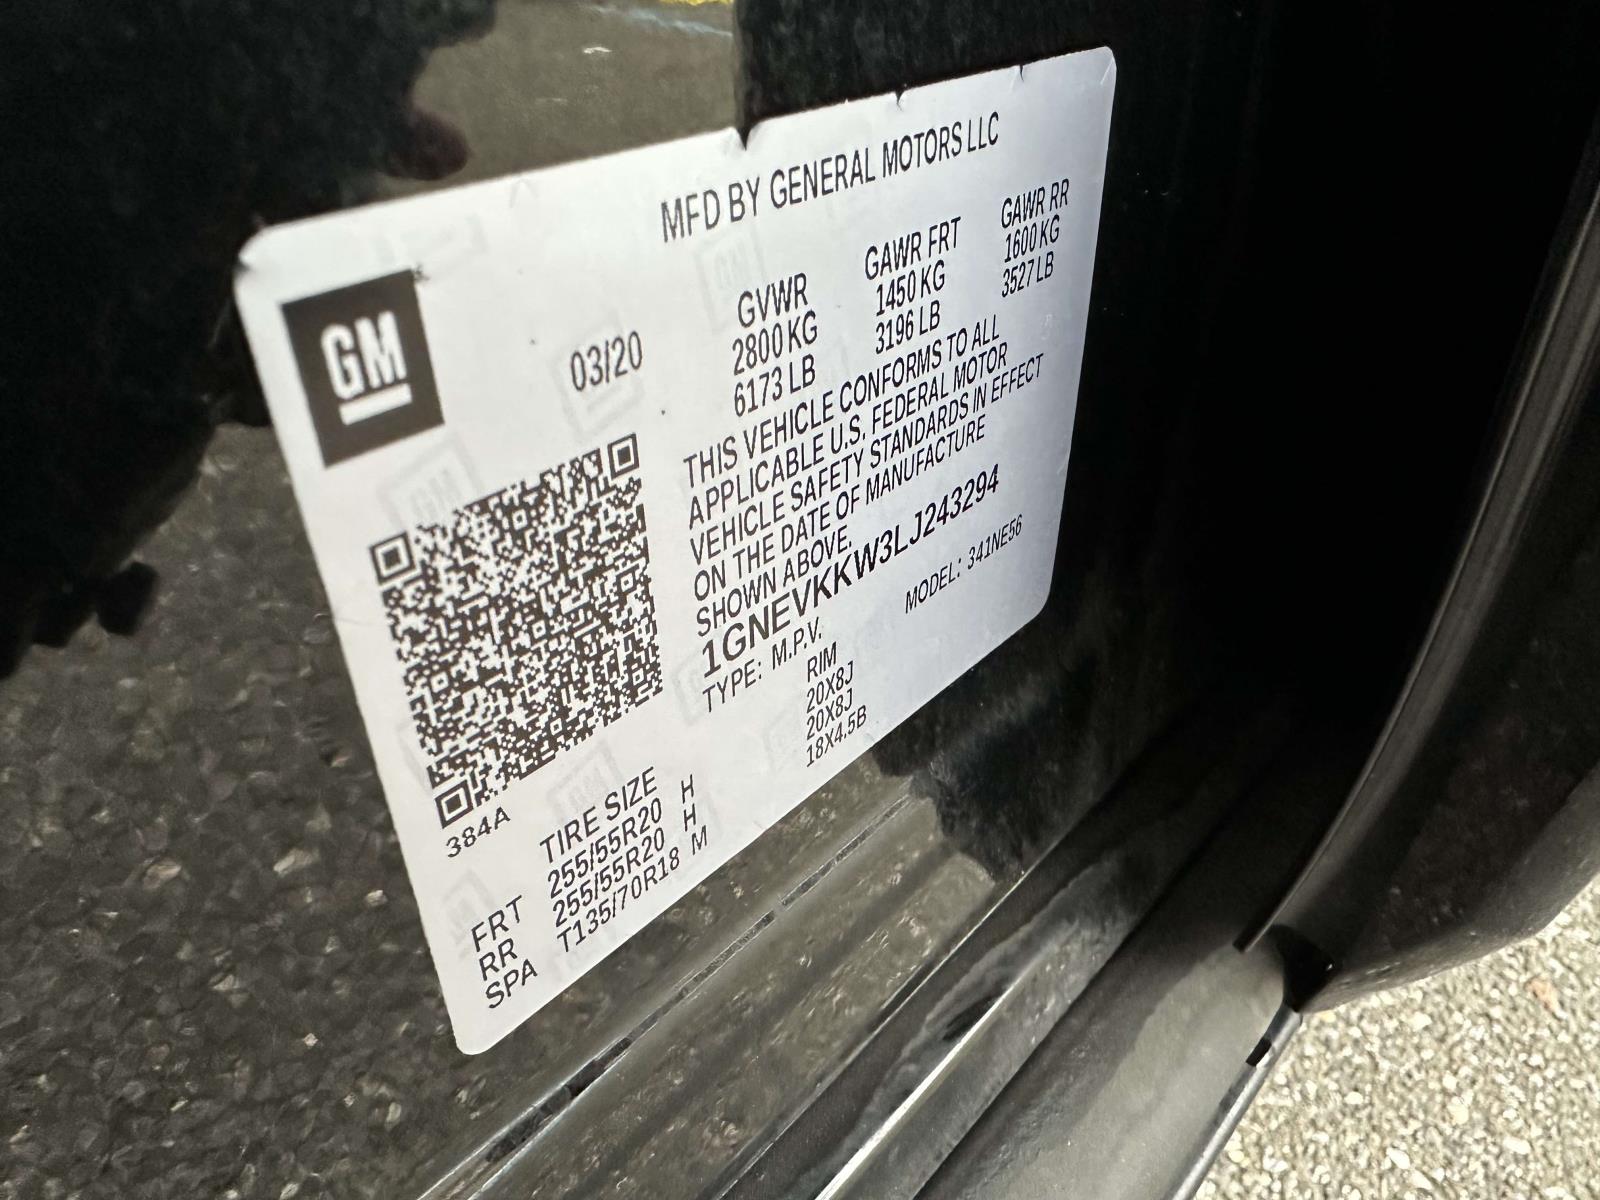 MFD BY GENERAL MOTORS LLC
GM
03/20
GVWR GAWR FRT GAWR RR
2800 KG 1450 KG 1600 KG
6173 LB 3196 LB 3527 LB
THIS VEHICLE CONFORMS TO ALL
APPLICABLE U.S. FEDERAL MOTOR
VEHICLE SAFETY STANDARDS IN EFFECT
ON THE DATE OF MANUFACTURE
SHOWN ABOVE.
1GNEVKKW3LJ243294
TYPE: M.P.V. MODEL: 341NE56
384A
TIRE SIZE RIM
FRT 255/55R20 H 20X8J
RR 255/55R20 H 20X8J
SPA T135/70R18 M 18X4.5B